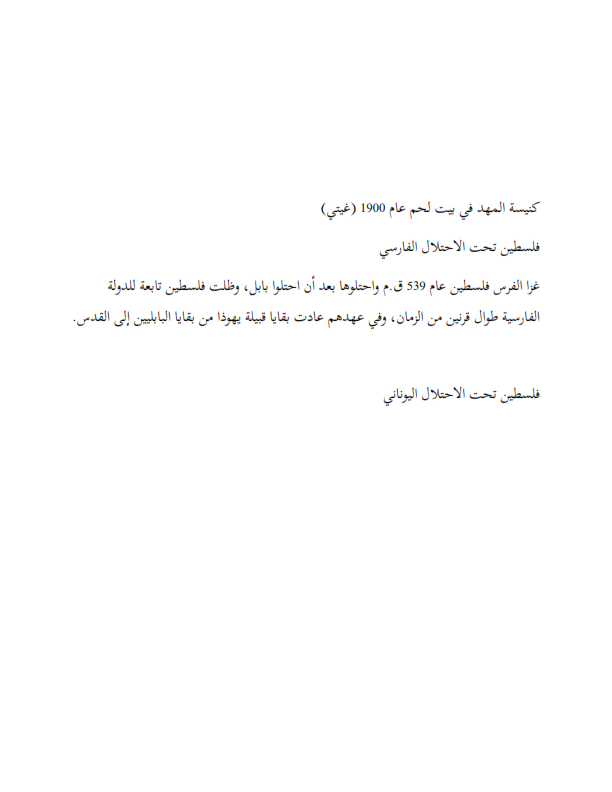 كنيسة المهد في بيت لحم عام 1900 (غيتي)
فلسطين تحت الاحتلال الفارسي
غزا الفرس فلسطين عام 539 ق.م واحتلوها بعد أن احتلوا بابل، وظلت فلسطين تابعة للدولة
الفارسية طوال قرنين من الزمان، وفي عهدهم عادت بقايا قبيلة يهوذا من بقايا البابليين إلى القدس.
فلسطين تحت الاحتلال اليوناني